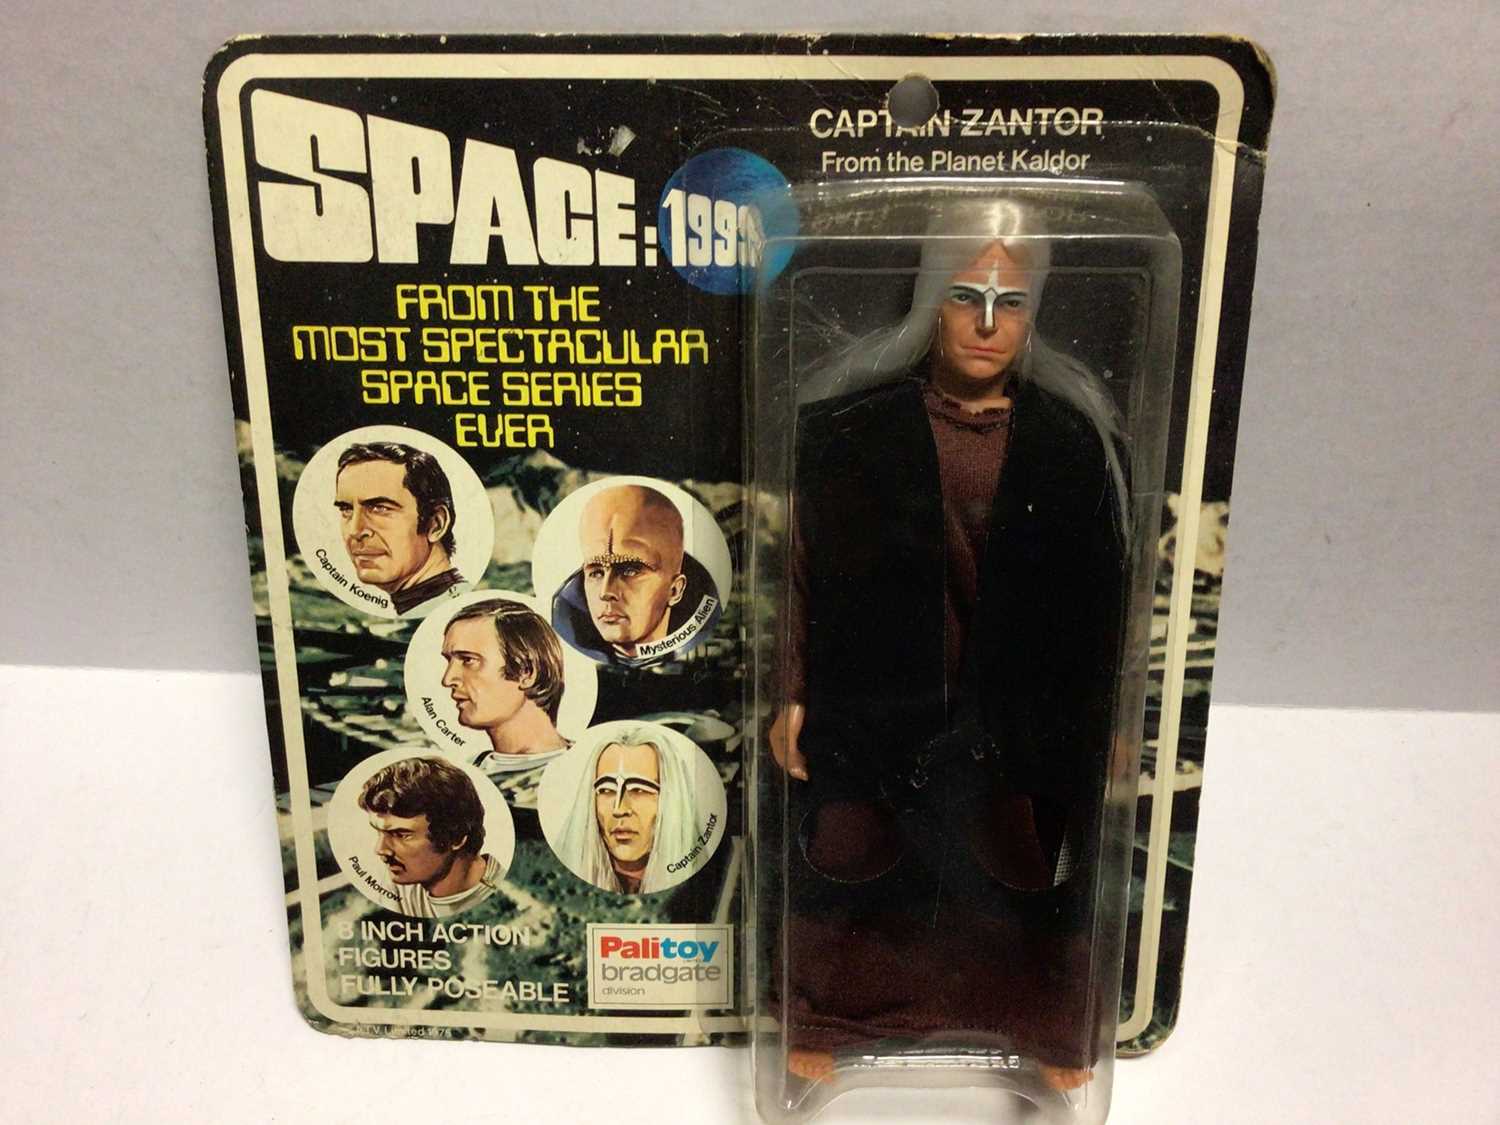 SPACE: 1999
CAPTAIN ZANTOR
From the Planet Kaldor
FROM THE
MOST SPECTACULAR
SPACE SERIES
EVER
Captain Koenig
Mysterious Alien
Alan Carter
Captain Zantor
Paul Morrow
8 INCH ACTION
FIGURES
FULLY POSEABLE
Palitoy
bradgate
division